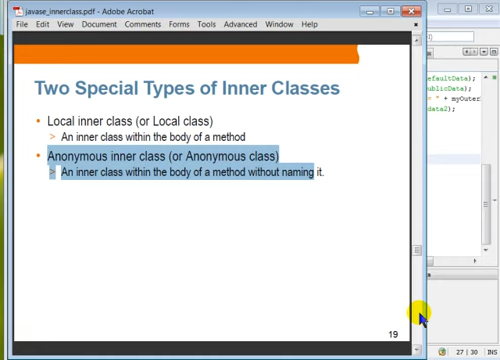 javase_innerclass.pdf - Adobe Acrobat
File Edit View Document Comments Forms Tools Advanced Window Help
Two Special Types of Inner Classes
• Local inner class (or Local class)
> An inner class within the body of a method
• Anonymous inner class (or Anonymous class)
> An inner class within the body of a method without naming it.
19
efaultData);
ublicData);
= " + myOuter
data2);
27 | 30 INS